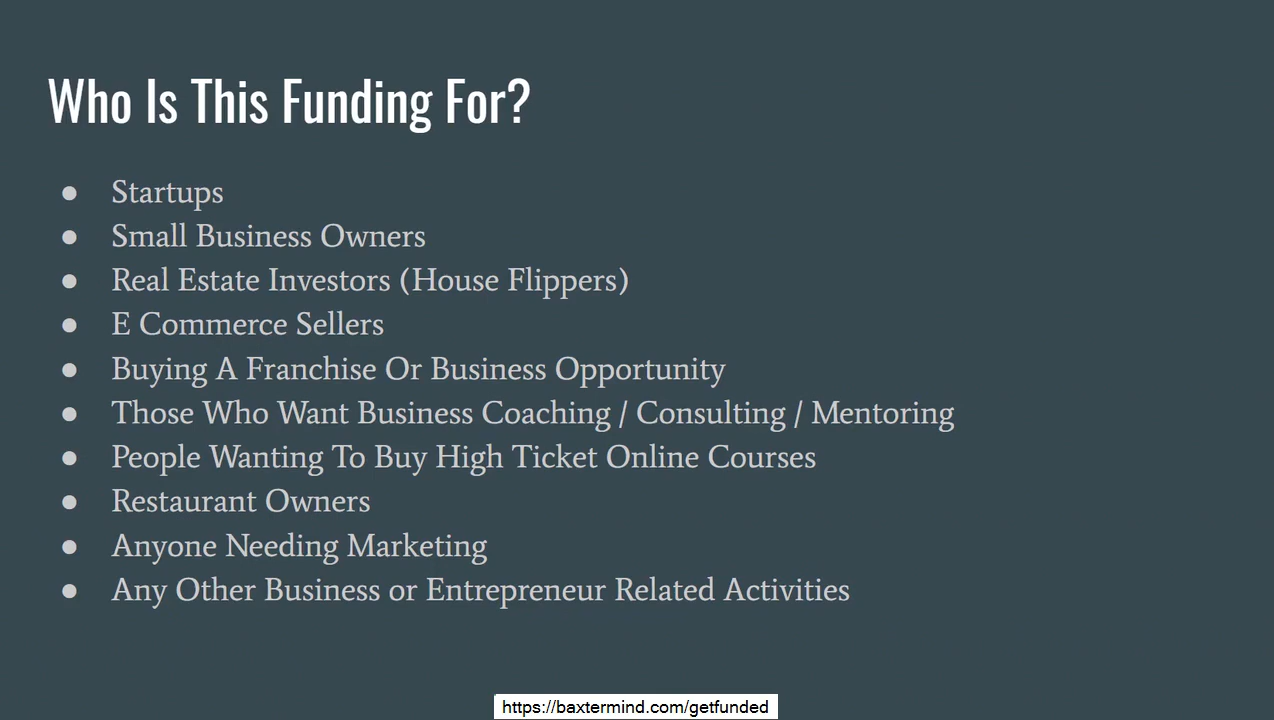 Who Is This Funding For?
● Startups
● Small Business Owners
● Real Estate Investors (House Flippers)
● E Commerce Sellers
● Buying A Franchise Or Business Opportunity
● Those Who Want Business Coaching / Consulting / Mentoring
● People Wanting To Buy High Ticket Online Courses
● Restaurant Owners
● Anyone Needing Marketing
● Any Other Business or Entrepreneur Related Activities
https://baxtermind.com/getfunded